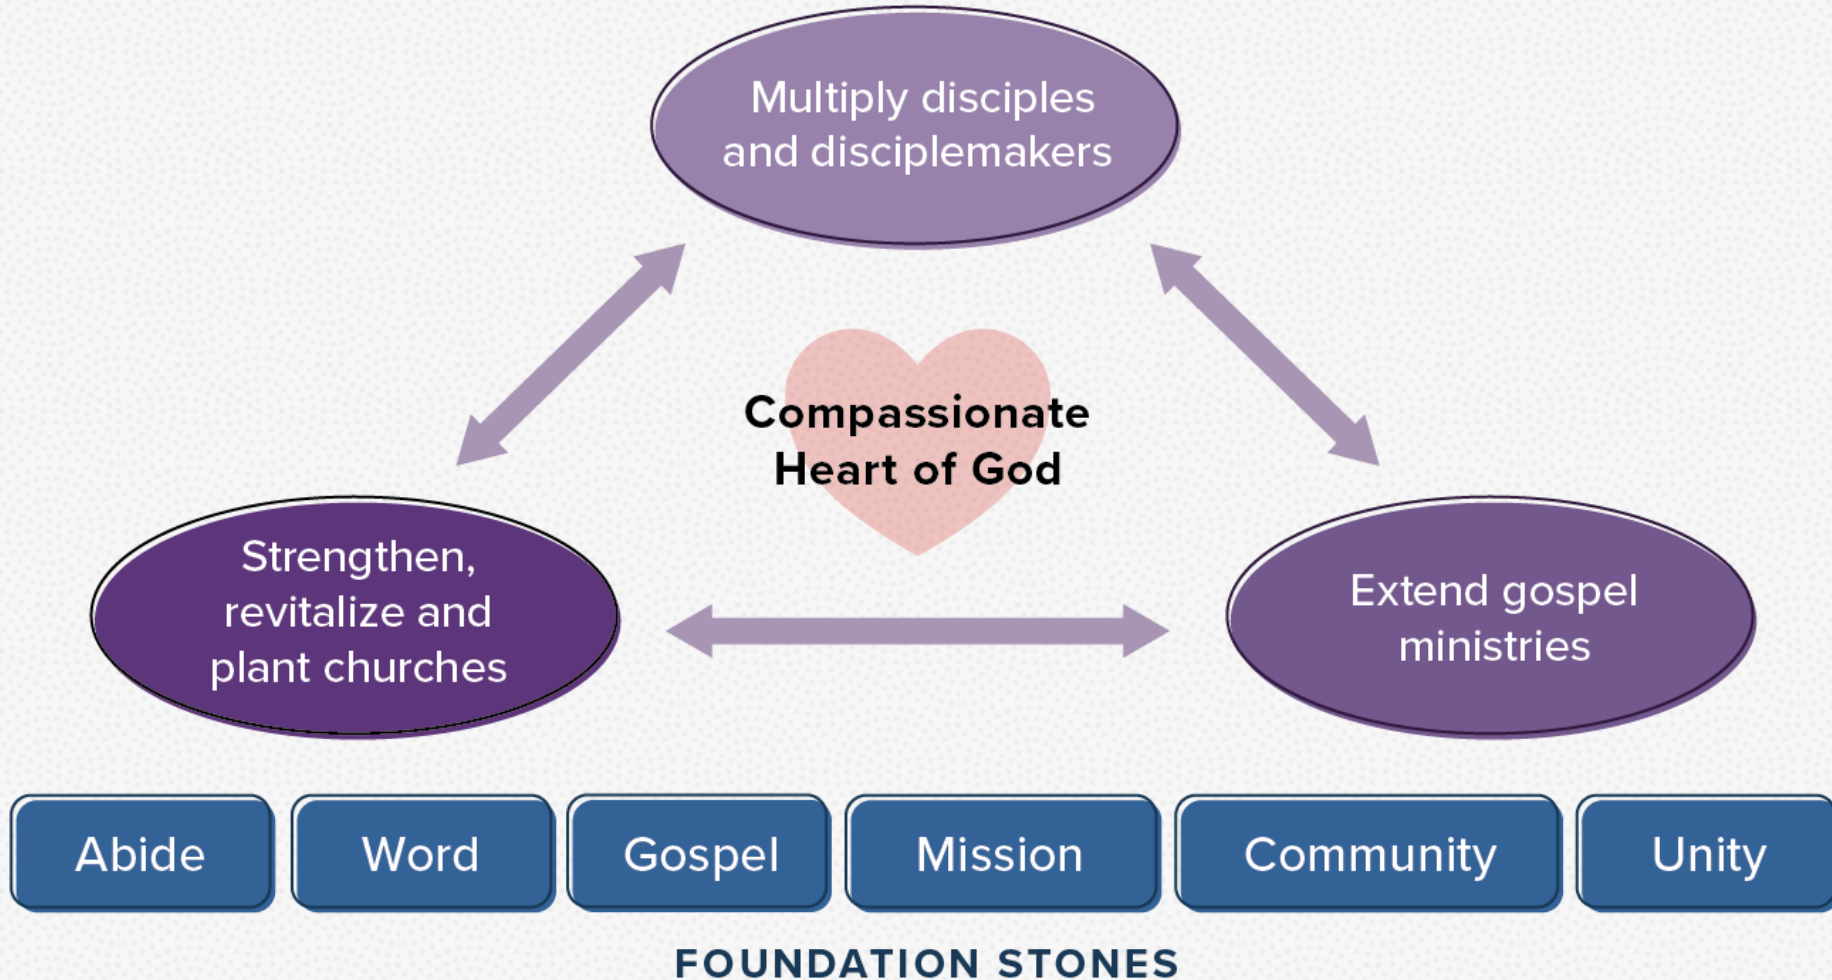 Multiply disciples
and disciplemakers
Compassionate
Heart of God
Strengthen,
revitalize and
plant churches
Extend gospel
ministries
Abide
Word
Gospel
Mission
Community
Unity
FOUNDATION STONES